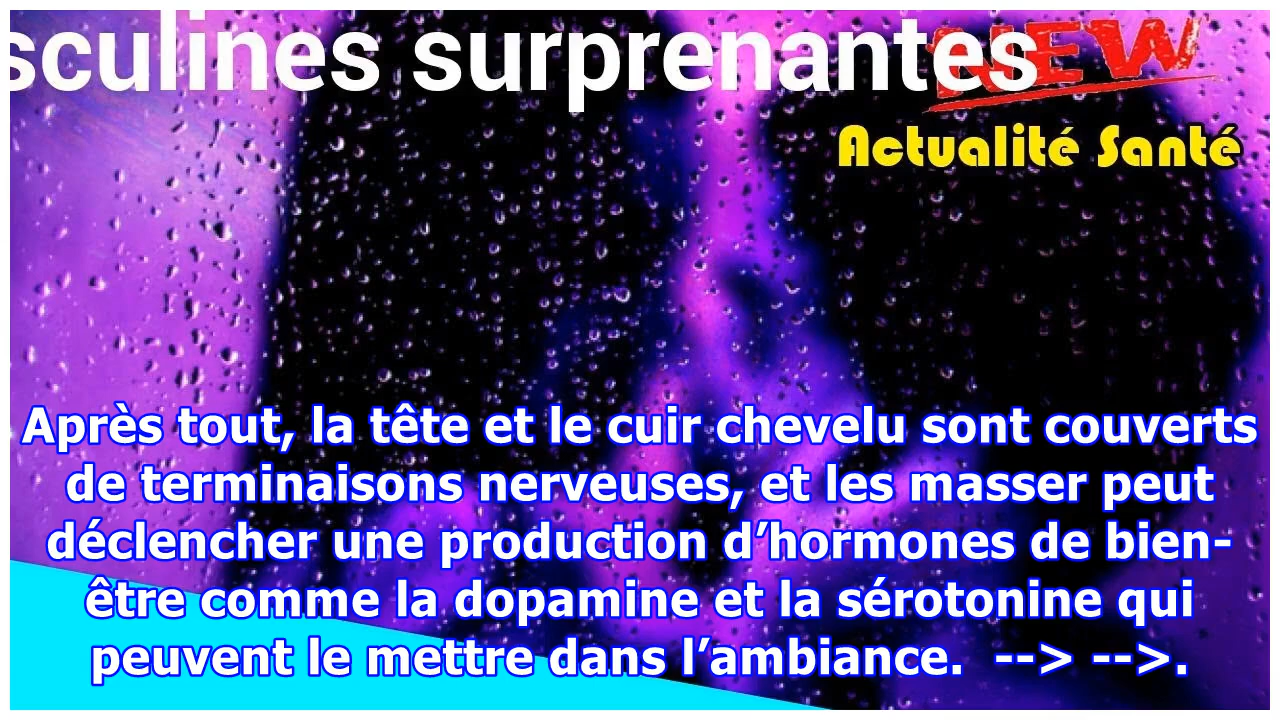 sculines surprenantes
NEW
Actualité Santé
Après tout, la tête et le cuir chevelu sont couverts
de terminaisons nerveuses, et les masser peut
déclencher une production d’hormones de bien-
être comme la dopamine et la sérotonine qui
peuvent le mettre dans l’ambiance.  --> -->.